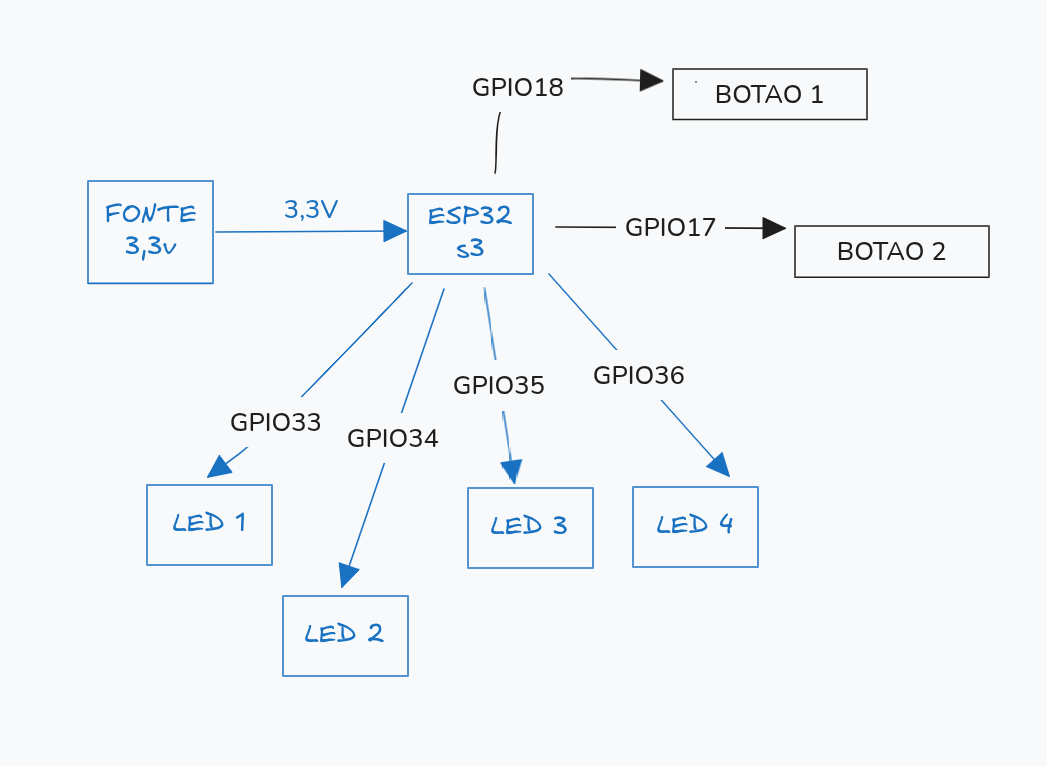 GPIO18
BOTAO 1
FONTE
3,3v
3,3V
ESP32
s3
GPIO17
BOTAO 2
GPIO33
GPIO34
GPIO35
GPIO36
LED 1
LED 2
LED 3
LED 4